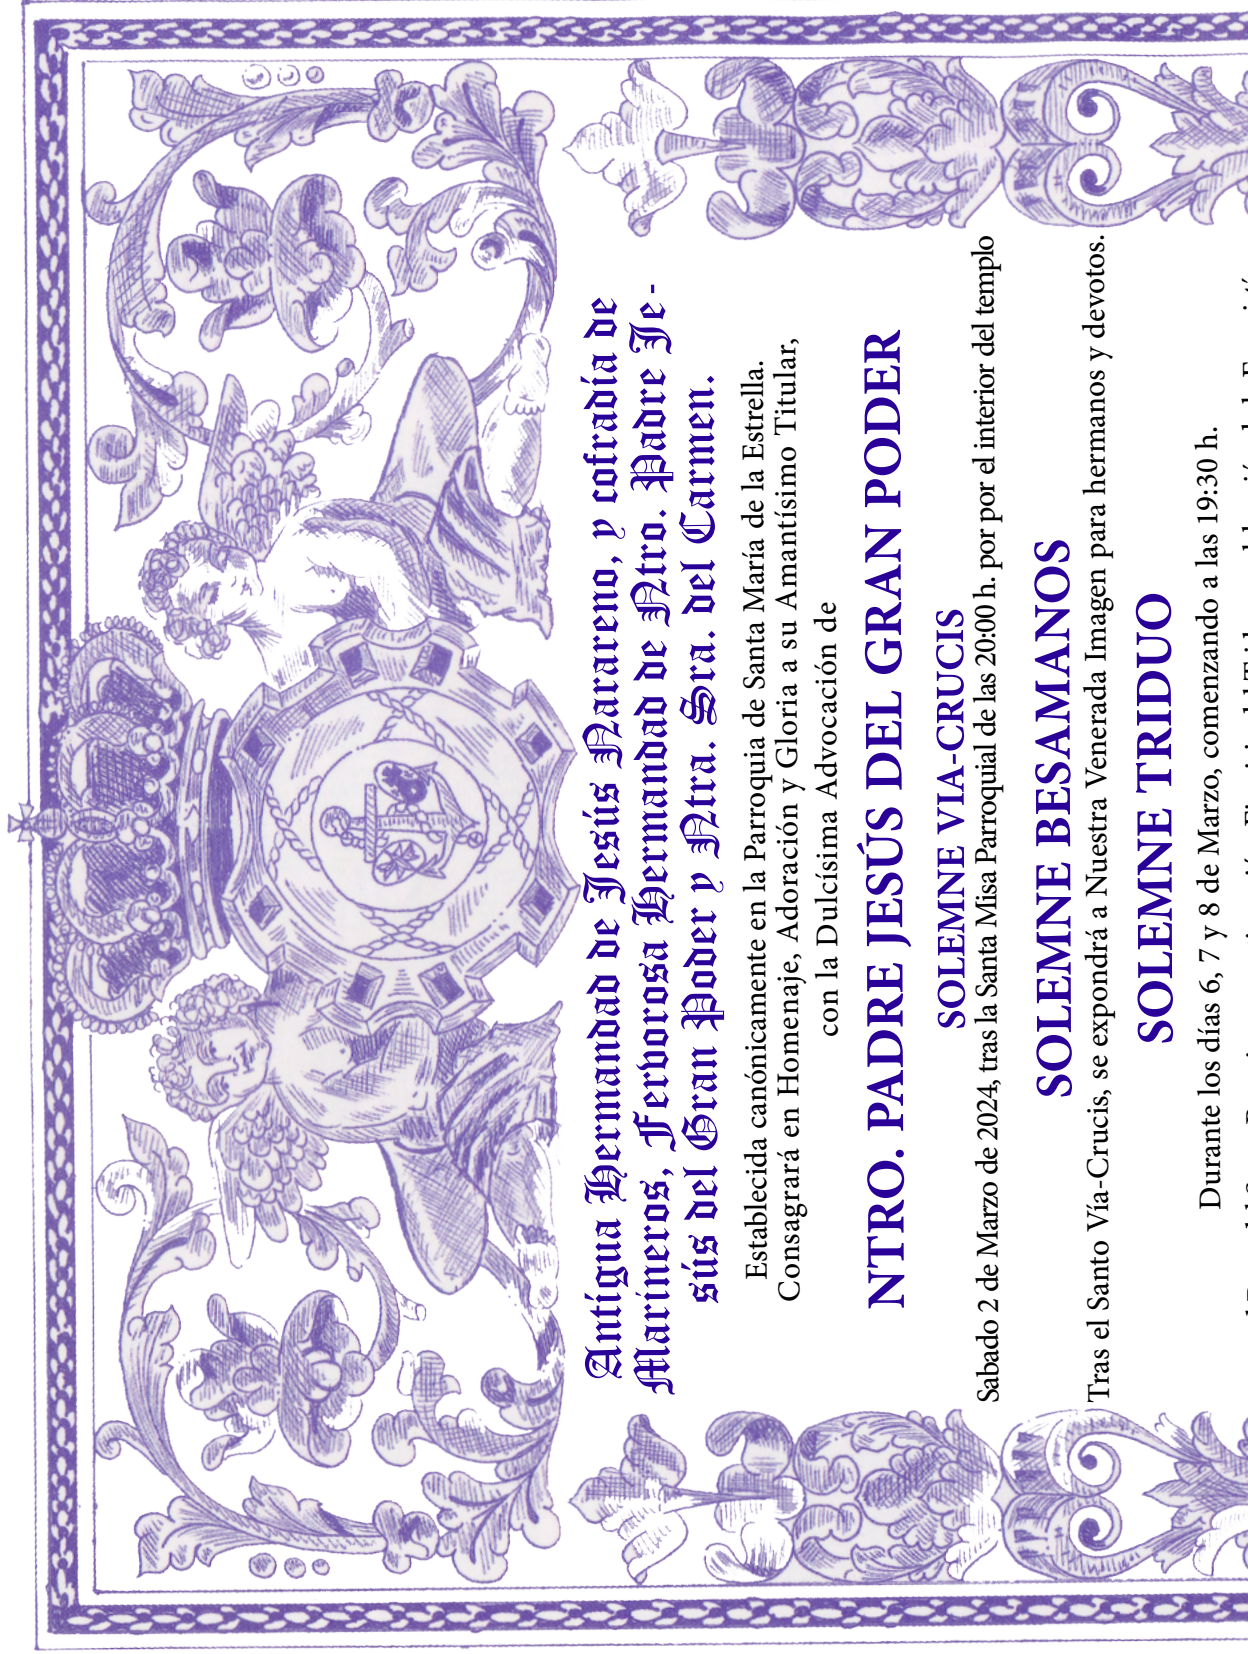 Antigua Hermandad de Jesús Nazareno, y cofradía de
Marineros, Fervorosa Hermandad de Ntro. Padre Je-
sús del Gran Poder y Ntra. Sra. del Carmen.
Establecida canónicamente en la Parroquia de Santa María de la Estrella.
Consagrará en Homenaje, Adoración y Gloria a su Amantísimo Titular,
con la Dulcísima Advocación de
NTRO. PADRE JESÚS DEL GRAN PODER
SOLEMNE VIA-CRUCIS
Sabado 2 de Marzo de 2024, tras la Santa Misa Parroquial de las 20:00 h. por por el interior del templo
SOLEMNE BESAMANOS
Tras el Santo Vía-Crucis, se expondrá a Nuestra Venerada Imagen para hermanos y devotos.
SOLEMNE TRIDUO
Durante los días 6, 7 y 8 de Marzo, comenzando a las 19:30 h.